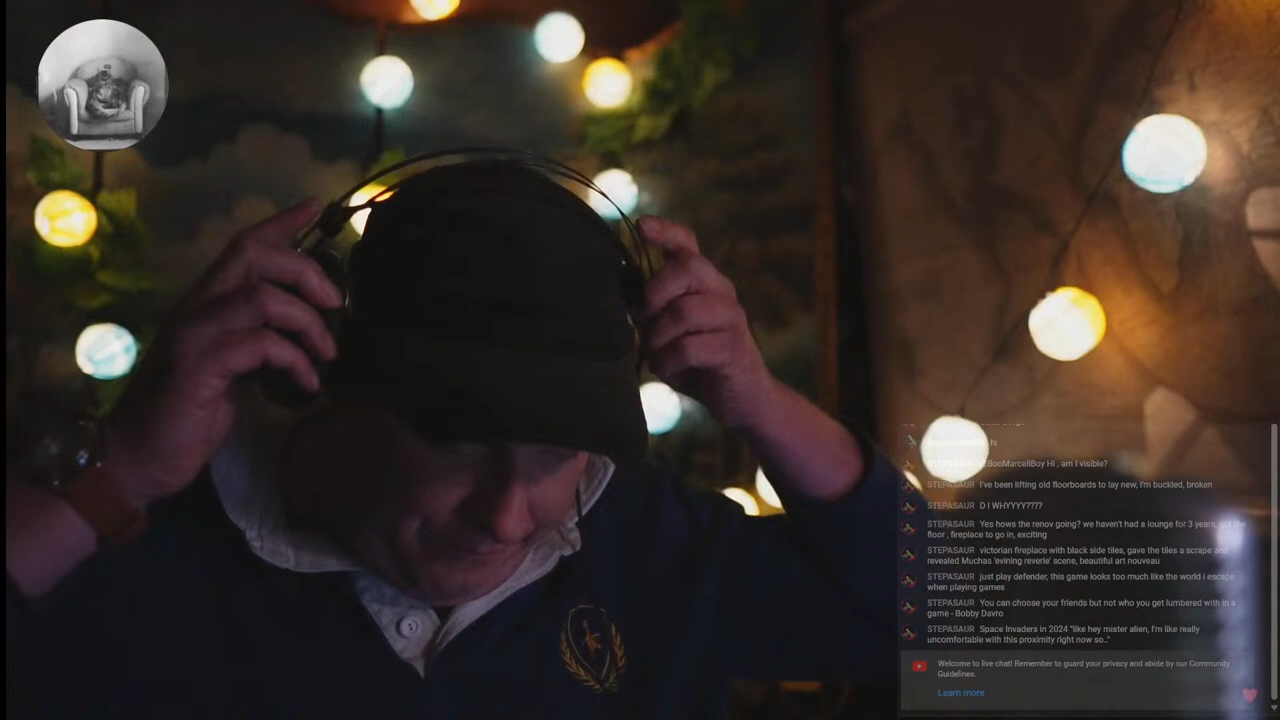 hi
BooMarcellBoy Hi , am I visible?
STEPASAUR I've been lifting old floorboards to lay new, I'm buckled, broken
STEPASAUR D I WHYYYY????
STEPASAUR Yes hows the renov going? we haven't had a lounge for 3 years, got the
floor , fireplace to go in, exciting
STEPASAUR victorian fireplace with black side tiles, gave the tiles a scrape and
revealed Muchas 'evining reverie' scene, beautiful art nouveau
STEPASAUR just play defender, this game looks too much like the world i escape
when playing games
STEPASAUR You can choose your friends but not who you get lumbered with in a
game - Bobby Davro
STEPASAUR Space Invaders in 2024 "like hey mister alien, I'm like really
uncomfortable with this proximity right now so.."
Welcome to live chat! Remember to guard your privacy and abide by our Community
Guidelines.
Learn more